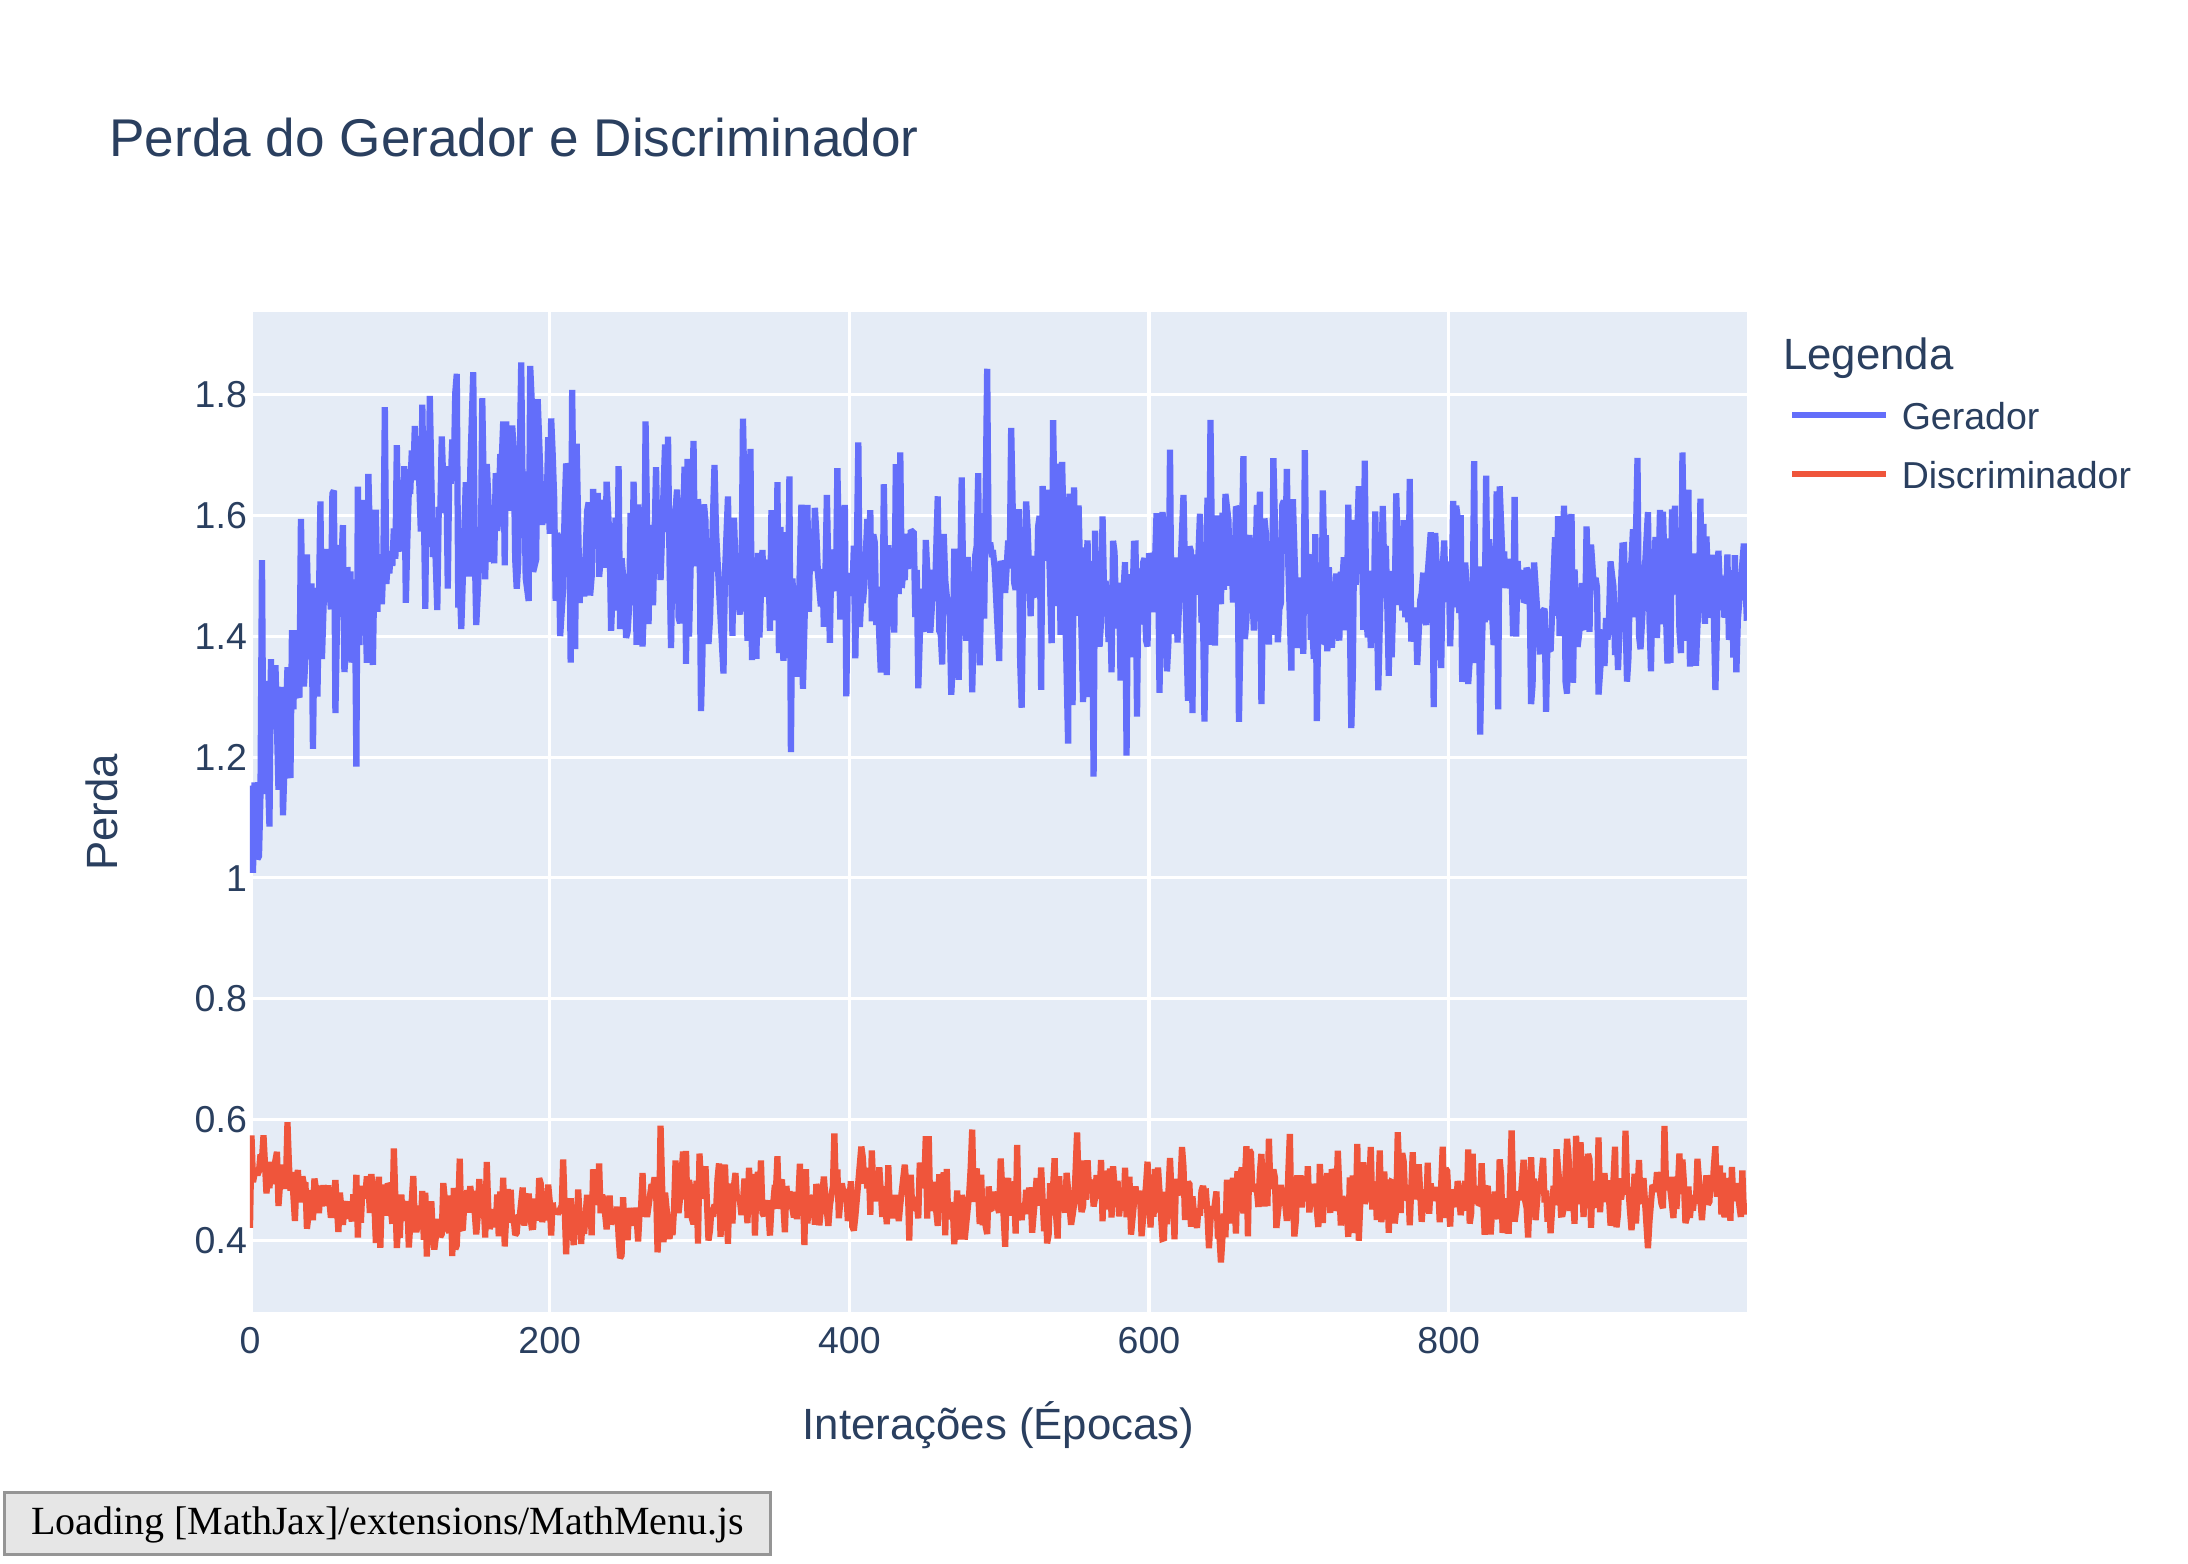 Perda do Gerador e Discriminador
Legenda
Gerador
Discriminador
Perda
1.8
1.6
1.4
1.2
1
0.8
0.6
0.4
0 200 400 600 800
Interações (Épocas)
Loading [MathJax]/extensions/MathMenu.js